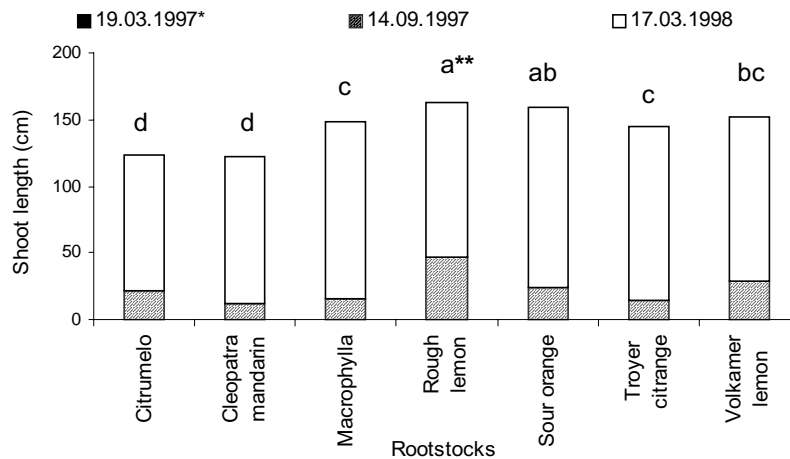 19.03.1997* 14.09.1997 17.03.1998
Shoot length (cm)
200
150
100
50
0
d
d
c
a**
ab
c
bc
Citrumelo
Cleopatra
mandarin
Macrophylla
Rough
lemon
Sour orange
Troyer
citrange
Volkamer
lemon
Rootstocks